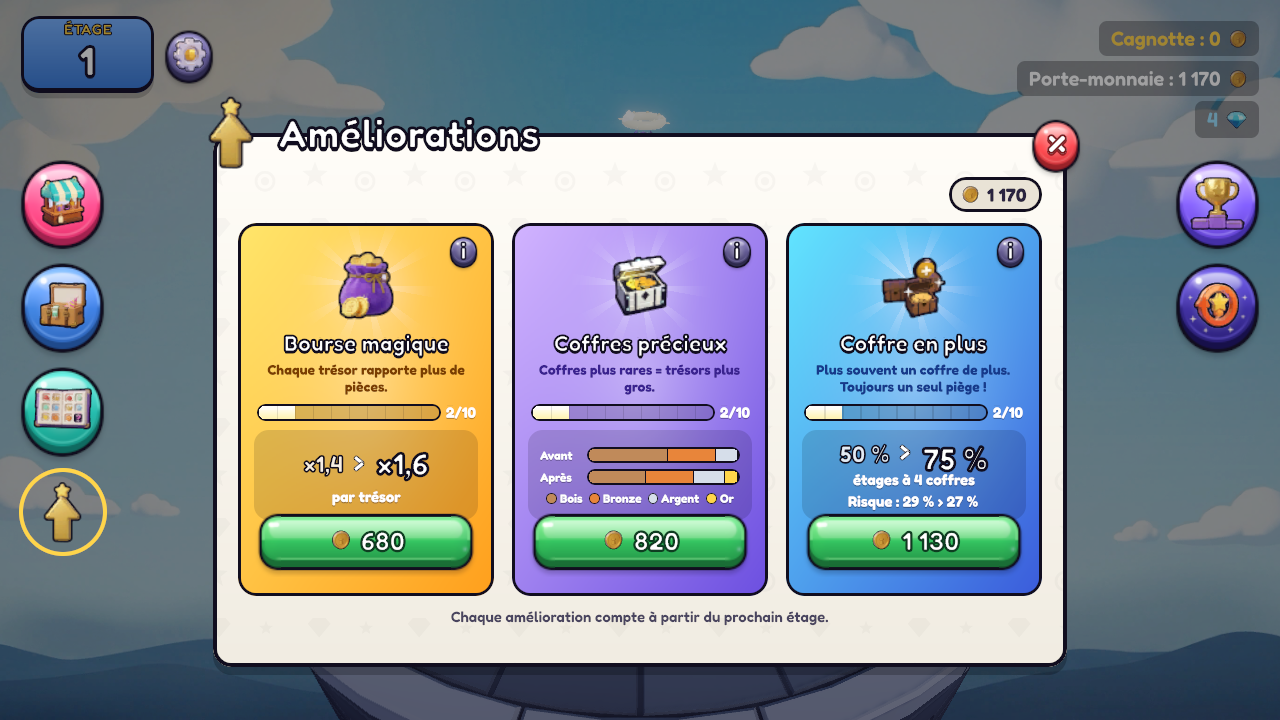 ÉTAGE
1
Cagnotte : 0
Porte-monnaie : 1 170
4
Améliorations
1 170
i
i
i
Bourse magique
Chaque trésor rapporte plus de
pièces.
2/10
×1,4 > ×1,6
par trésor
680
Coffres précieux
Coffres plus rares = trésors plus
gros.
2/10
Avant
Après
Bois Bronze Argent Or
820
Coffre en plus
Plus souvent un coffre de plus.
Toujours un seul piège !
2/10
50 % > 75 %
étages à 4 coffres
Risque : 29 % > 27 %
1 130
Chaque amélioration compte à partir du prochain étage.